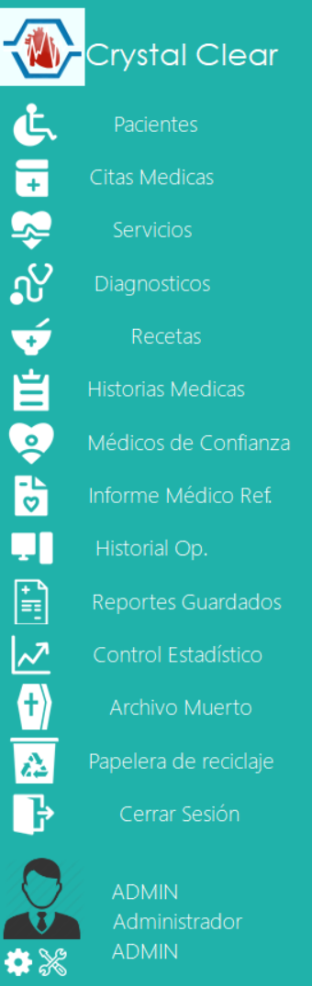 Crystal Clear
Pacientes
Citas Medicas
Servicios
Diagnosticos
Recetas
Historias Medicas
Médicos de Confianza
Informe Médico Ref.
Historial Op.
Reportes Guardados
Control Estadístico
Archivo Muerto
Papelera de reciclaje
Cerrar Sesión
ADMIN
Administrador
ADMIN